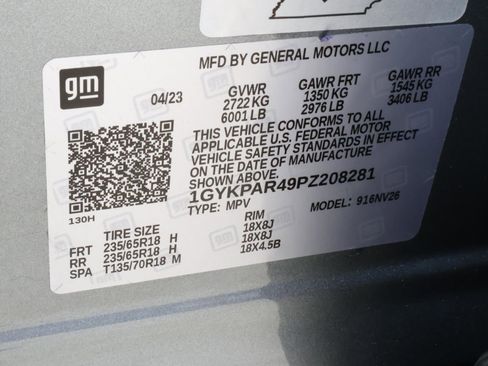 MFD BY GENERAL MOTORS LLC
gm
04/23
GVWR GAWR FRT GAWR RR
2722 KG 1350 KG 1545 KG
6001 LB 2976 LB 3406 LB
THIS VEHICLE CONFORMS TO ALL
APPLICABLE U.S. FEDERAL MOTOR
VEHICLE SAFETY STANDARDS IN EFFECT
ON THE DATE OF MANUFACTURE
SHOWN ABOVE.
1GYKPAR49PZ208281
130H
TYPE: MPV MODEL: 916NV26
TIRE SIZE RIM
FRT 235/65R18 H 18X8J
RR 235/65R18 H 18X8J
SPA T135/70R18 M 18X4.5B